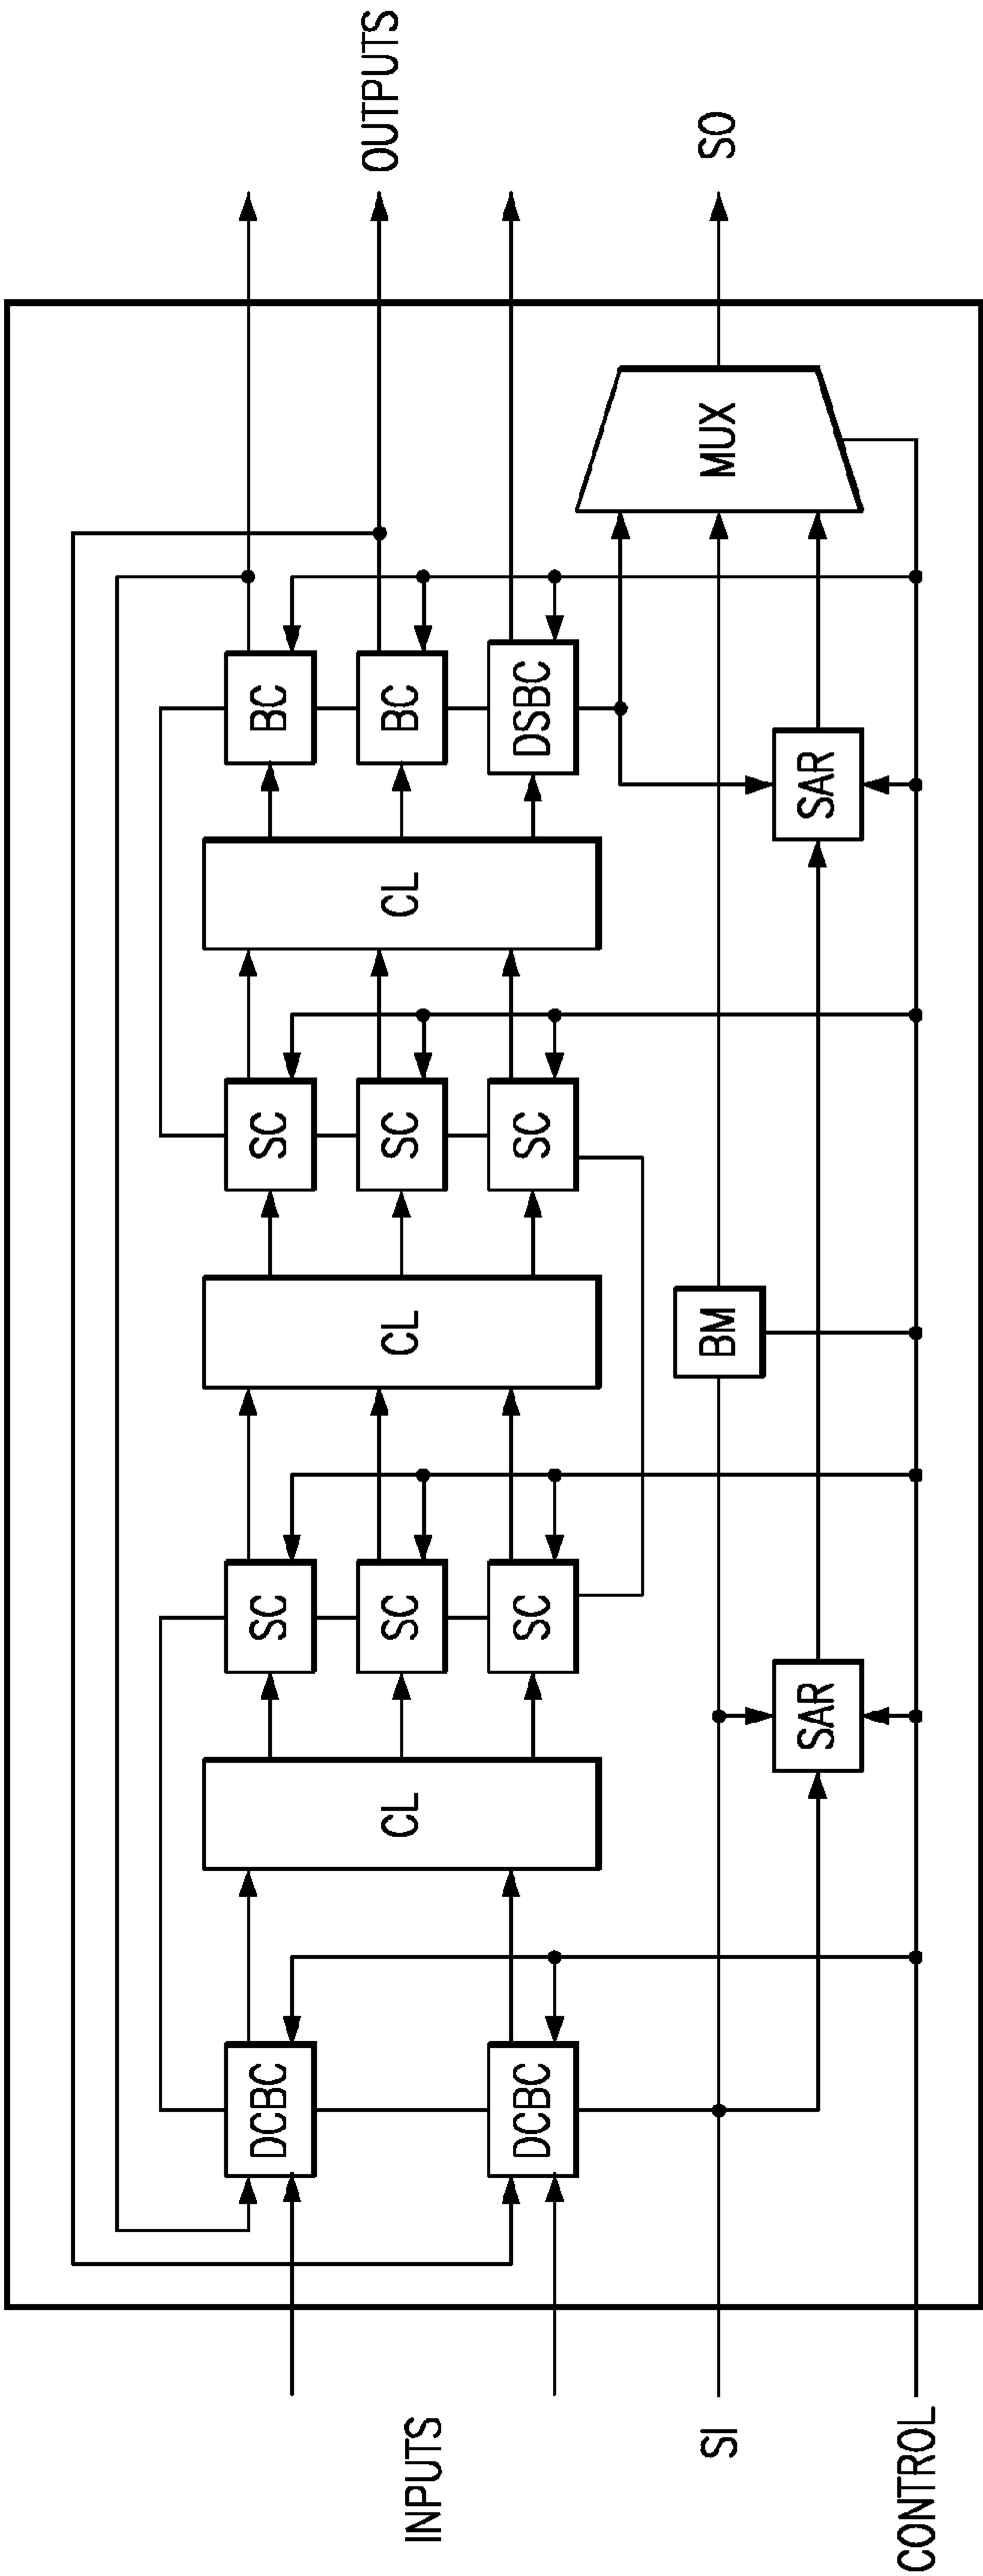 INPUTS
SI
CONTROL
DCBC
DCBC
CL
SC
SC
SC
CL
SC
SC
SC
CL
BC
BC
DSBC
SAR
BM
SAR
MUX
OUTPUTS
SO